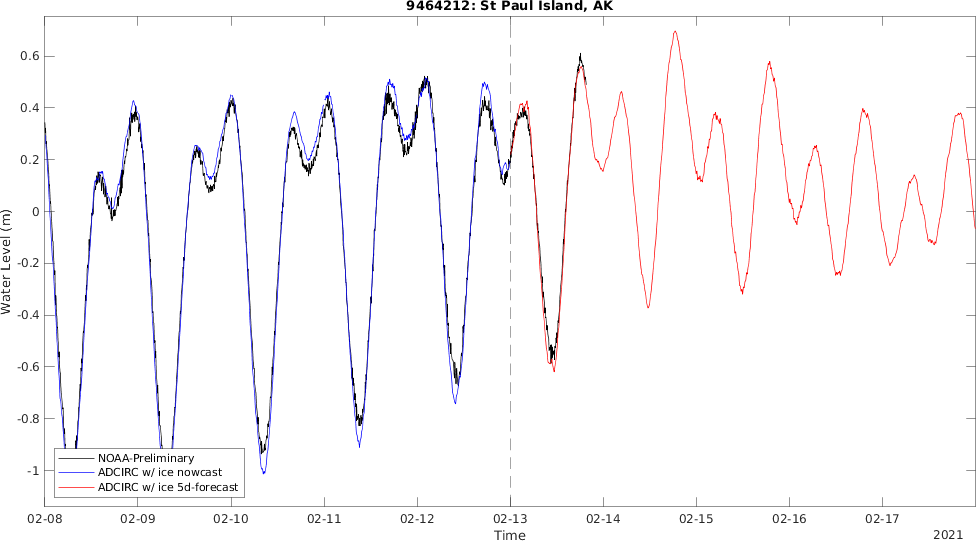 9464212: St Paul Island, AK
Water Level (m)
0.6
0.4
0.2
0
-0.2
-0.4
-0.6
-0.8
-1
NOAA-Preliminary
ADCIRC w/ ice nowcast
ADCIRC w/ ice 5d-forecast
02-08 02-09 02-10 02-11 02-12 02-13 02-14 02-15 02-16 02-17
Time
2021